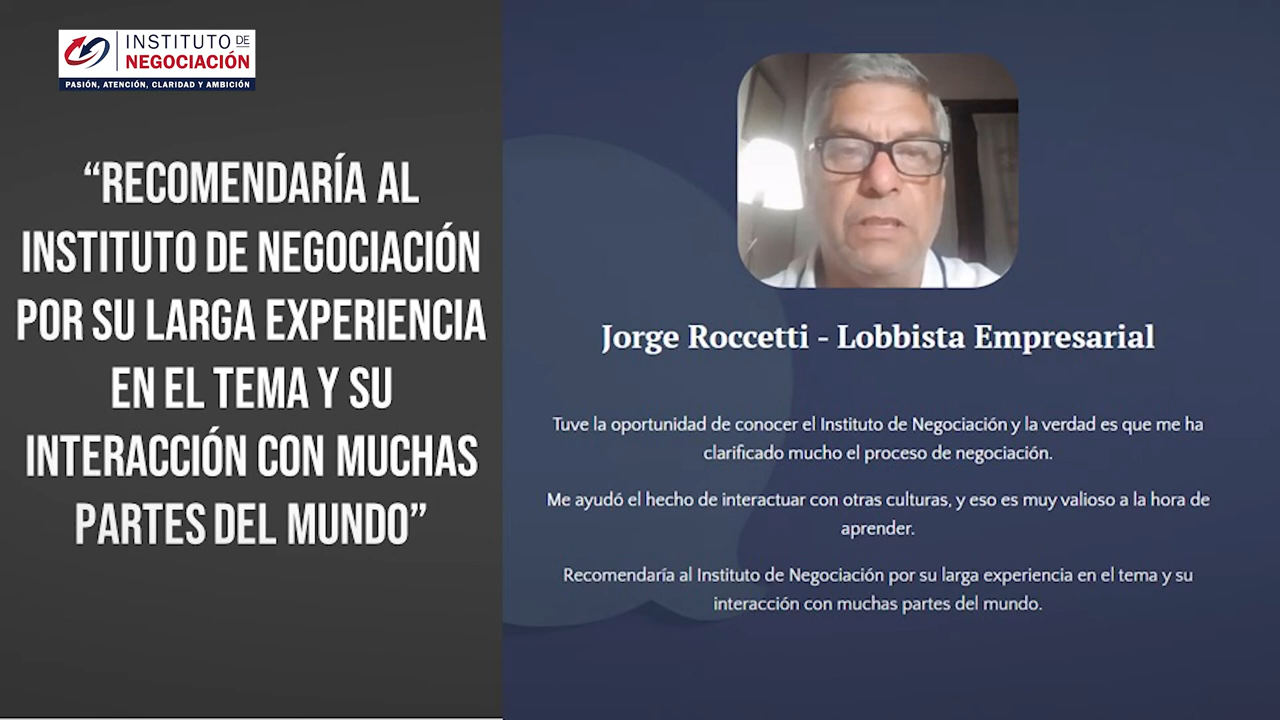 INSTITUTO DE
NEGOCIACIÓN
PASIÓN, ATENCIÓN, CLARIDAD Y AMBICIÓN
“RECOMENDARÍA AL
INSTITUTO DE NEGOCIACIÓN
POR SU LARGA EXPERIENCIA
EN EL TEMA Y SU
INTERACCIÓN CON MUCHAS
PARTES DEL MUNDO”
Jorge Roccetti - Lobbista Empresarial
Tuve la oportunidad de conocer el Instituto de Negociación y la verdad es que me ha
clarificado mucho el proceso de negociación.
Me ayudó el hecho de interactuar con otras culturas, y eso es muy valioso a la hora de
aprender.
Recomendaría al Instituto de Negociación por su larga experiencia en el tema y su
interacción con muchas partes del mundo.